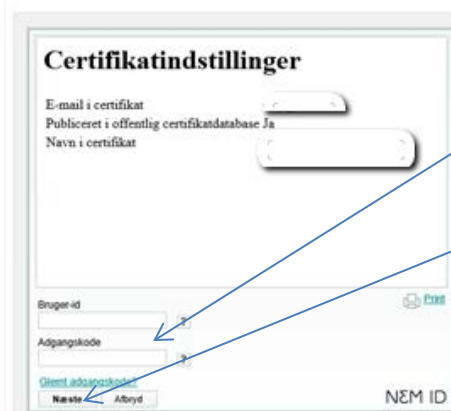 Certifikatindstillinger
E-mail i certifikat
Publiceret i offentlig certifikatdatabase Ja
Navn i certifikat
Print
Bruger-id
?
Adgangskode
?
Glemt adgangskode?
Næste Afbryd
NEM ID